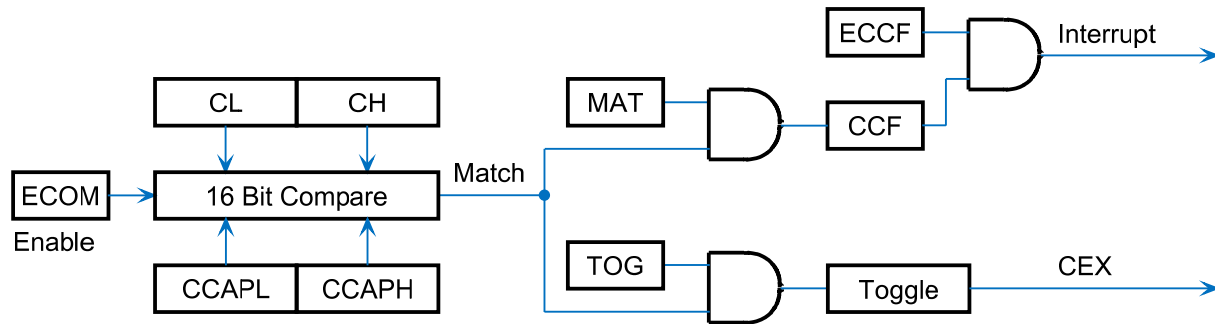 ECCF
Interrupt
CL
CH
MAT
CCF
Match
ECOM
16 Bit Compare
Enable
TOG
CEX
CCAPL
CCAPH
Toggle